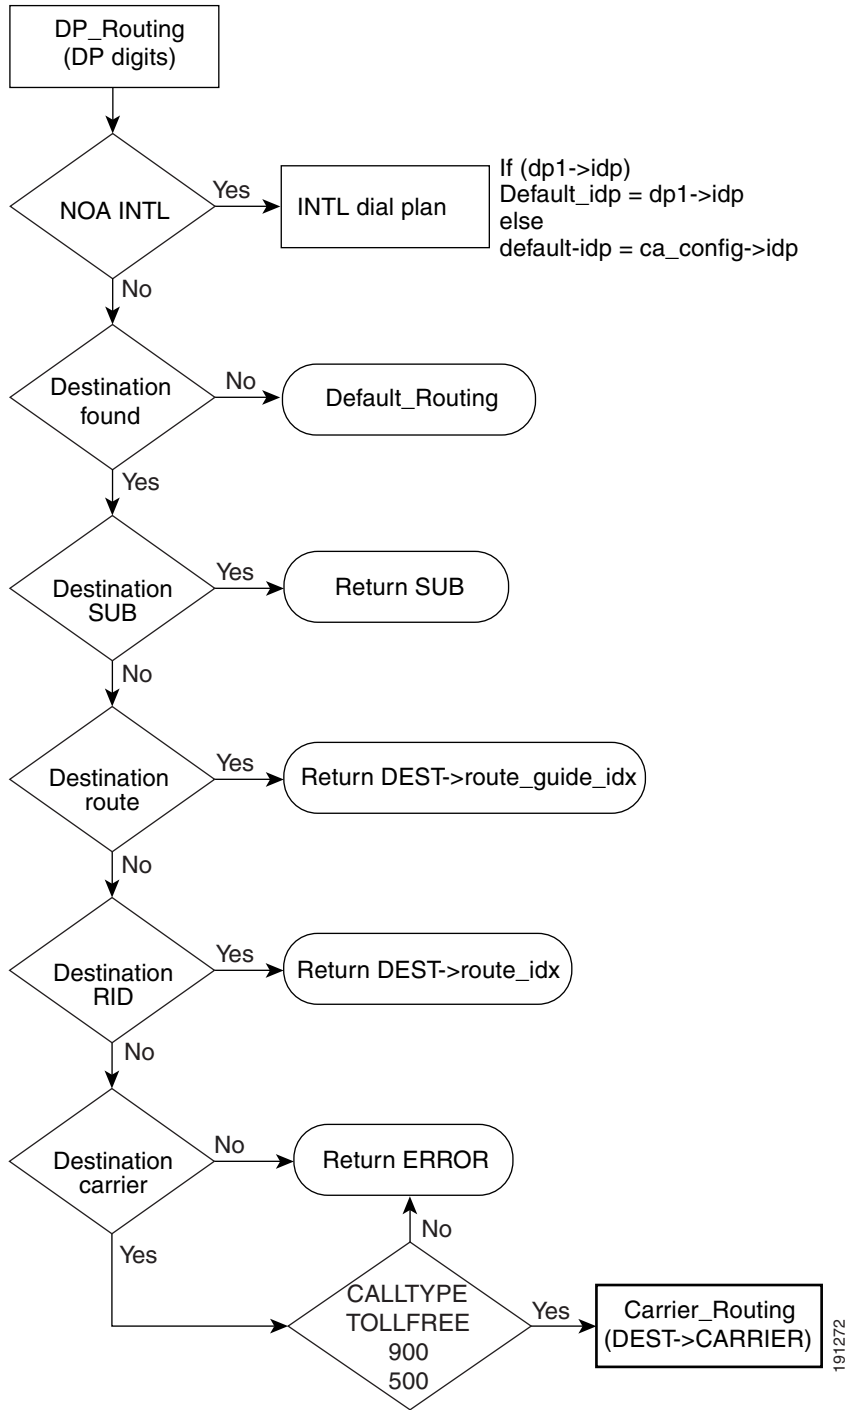 DP_Routing
(DP digits)
NOA INTL
Yes
INTL dial plan
If (dp1->idp)
Default_idp = dp1->idp
else
default-idp = ca_config->idp
No
Destination
found
No
Default_Routing
Yes
Destination
SUB
Yes
Return SUB
No
Destination
route
Yes
Return DEST->route_guide_idx
No
Destination
RID
Yes
Return DEST->route_idx
No
Destination
carrier
No
Return ERROR
Yes
No
CALLTYPE
TOLLFREE
900
500
Yes
Carrier_Routing
(DEST->CARRIER)
191272